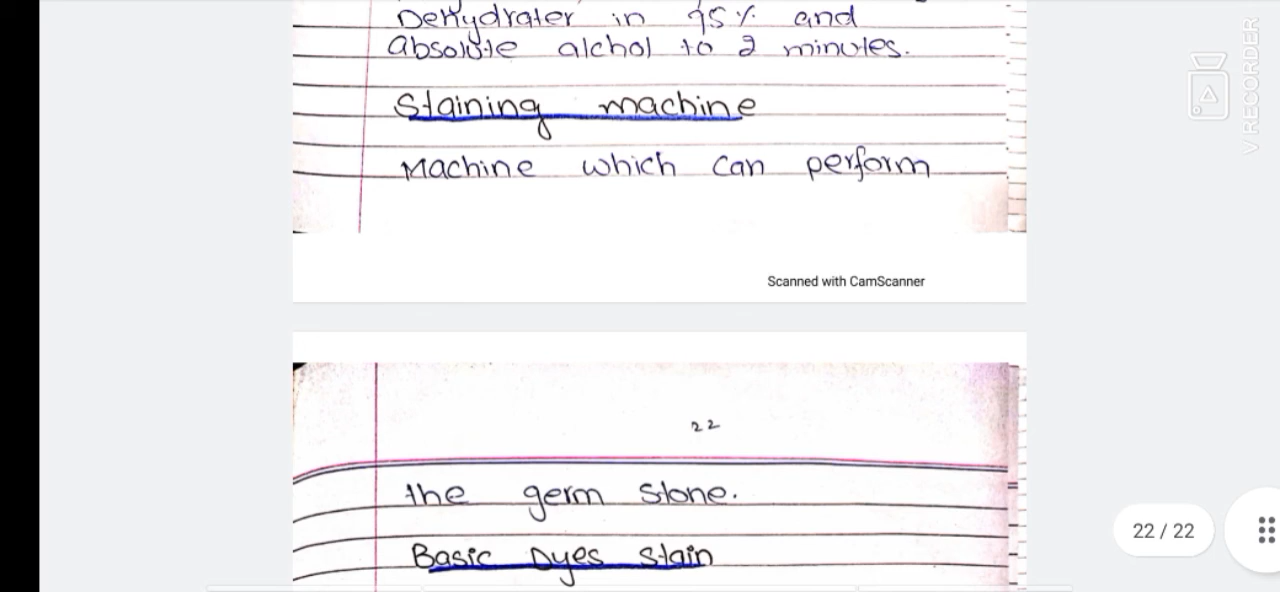 Dehydrater in 95% and
absolute alchol to 2 minutes.
Staining machine
Machine which can perform
Scanned with CamScanner
22
the germ stone.
Basic Dyes stain
22 / 22
V RECORDER